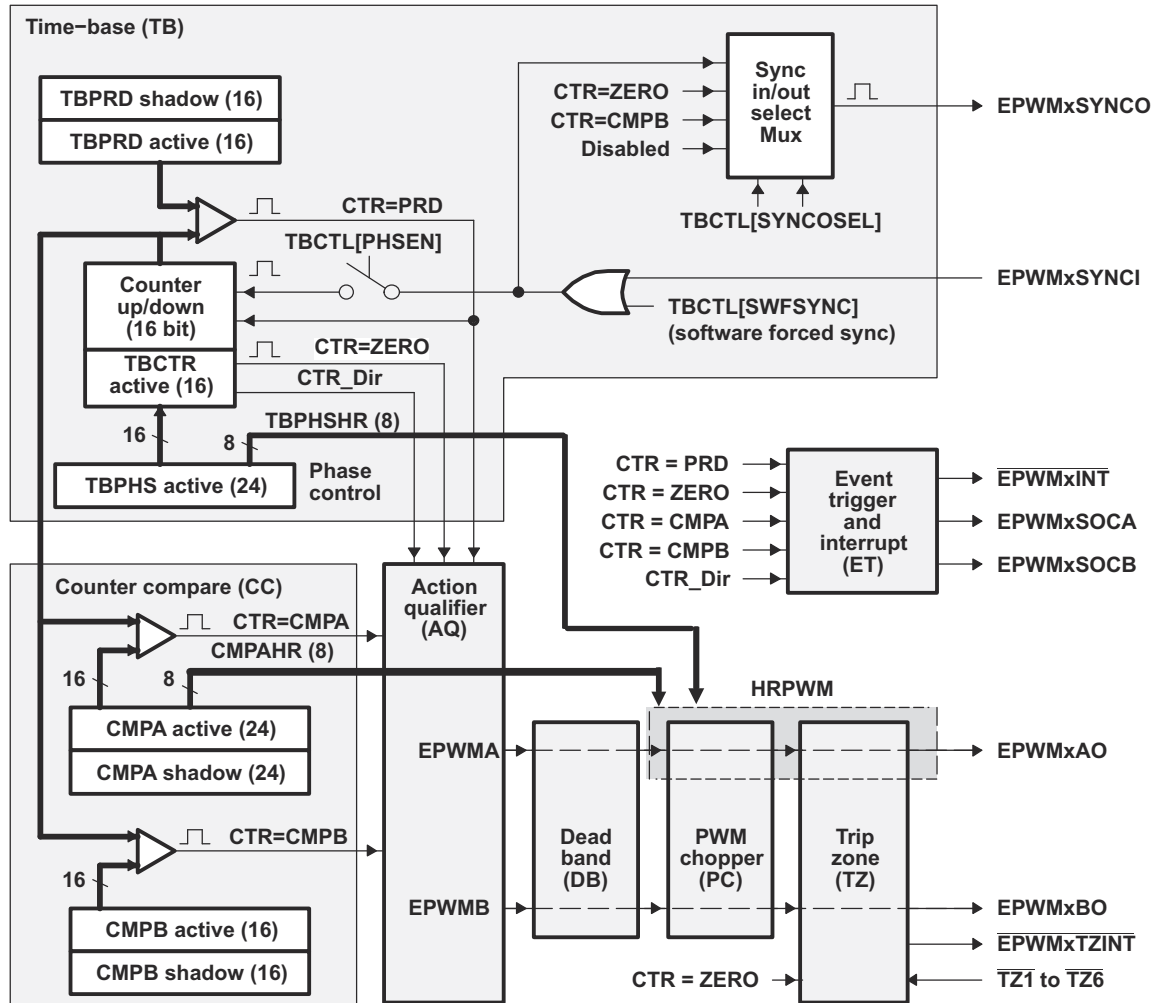 Time−base (TB)
TBPRD shadow (16)
TBPRD active (16)
CTR=PRD
TBCTL[PHSEN]
Counter
up/down
(16 bit)
TBCTR
active (16)
CTR=ZERO
CTR_Dir
16
8
TBPHSHR (8)
TBPHS active (24)
Phase
control
CTR=ZERO
CTR=CMPB
Disabled
Sync
in/out
select
Mux
TBCTL[SYNCOSEL]
EPWMxSYNCO
EPWMxSYNCI
TBCTL[SWFSYNC]
(software forced sync)
CTR = PRD
CTR = ZERO
CTR = CMPA
CTR = CMPB
CTR_Dir
Event
trigger
and
interrupt
(ET)
EPWMxINT
EPWMxSOCA
EPWMxSOCB
Counter compare (CC)
CTR=CMPA
CMPAHR (8)
16
8
CMPA active (24)
CMPA shadow (24)
CTR=CMPB
16
CMPB active (16)
CMPB shadow (16)
Action
qualifier
(AQ)
EPWMA
EPWMB
HRPWM
Dead
band
(DB)
PWM
chopper
(PC)
Trip
zone
(TZ)
CTR = ZERO
EPWMxAO
EPWMxBO
EPWMxTZINT
TZ1 to TZ6